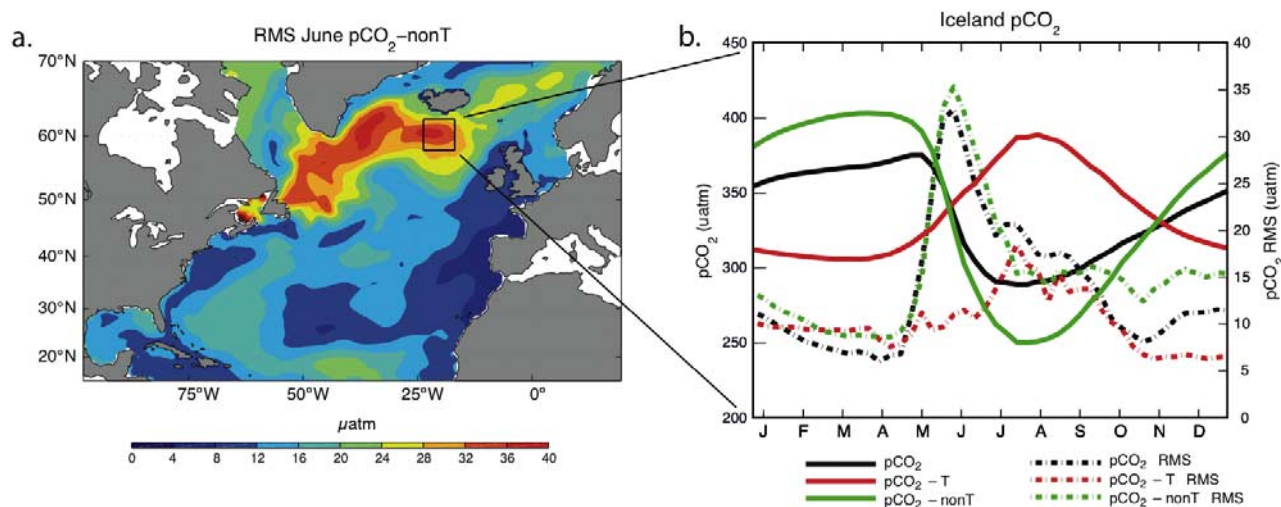 a.
RMS June pCO₂–nonT
70°N
60°N
50°N
40°N
30°N
20°N
75°W
50°W
25°W
0°
µatm
0 4 8 12 16 20 24 28 32 36 40
b.
Iceland pCO₂
450
400
350
300
250
200
pCO₂ (uatm)
40
35
30
25
20
15
10
5
0
pCO₂ RMS (uatm)
J F M A M J J A S O N D
pCO₂
pCO₂ – T
pCO₂ – nonT
pCO₂ RMS
pCO₂ – T RMS
pCO₂ – nonT RMS